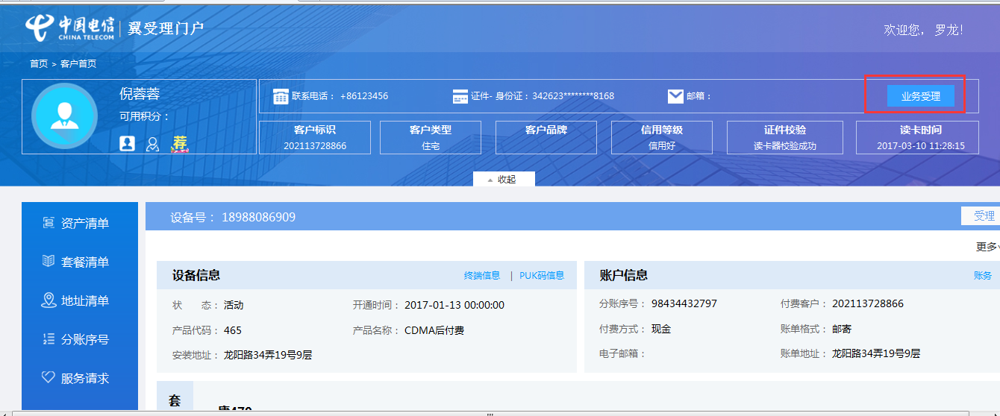 中国电信
CHINA TELECOM
翼受理门户
欢迎您， 罗龙！
首页 > 客户首页
倪蓉蓉
可用积分：
荐
联系电话： +86123456
证件- 身份证：342623********8168
邮箱：
业务受理
客户标识
202113728866
客户类型
住宅
客户品牌
信用等级
信用好
证件校验
读卡器校验成功
读卡时间
2017-03-10 11:28:15
收起
资产清单
套餐清单
地址清单
分账序号
服务请求
设备号： 18988086909
受理
更多
设备信息
终端信息 | PUK码信息
状 态： 活动
开通时间： 2017-01-13 00:00:00
产品代码： 465
产品名称： CDMA后付费
安装地址： 龙阳路34弄19号9层
账户信息
账务
分账序号： 98434432797
付费客户： 202113728866
付费方式： 现金
账单格式： 邮寄
电子邮箱：
账单地址： 龙阳路34弄19号9层
套